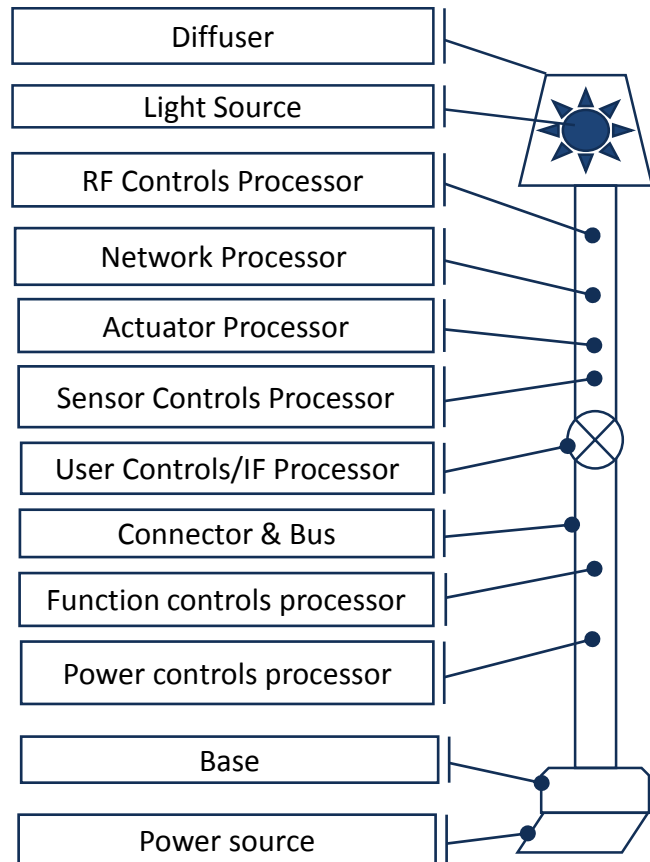 Diffuser
Light Source
RF Controls Processor
Network Processor
Actuator Processor
Sensor Controls Processor
User Controls/IF Processor
Connector & Bus
Function controls processor
Power controls processor
Base
Power source